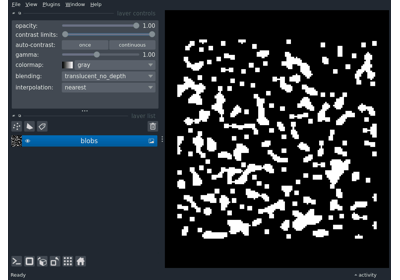 File View Plugins Window Help
layer controls
opacity: 1.00
contrast limits:
auto-contrast: once continuous
gamma: 1.00
colormap: gray
blending: translucent_no_depth
interpolation: nearest
layer list
blobs
Ready activity